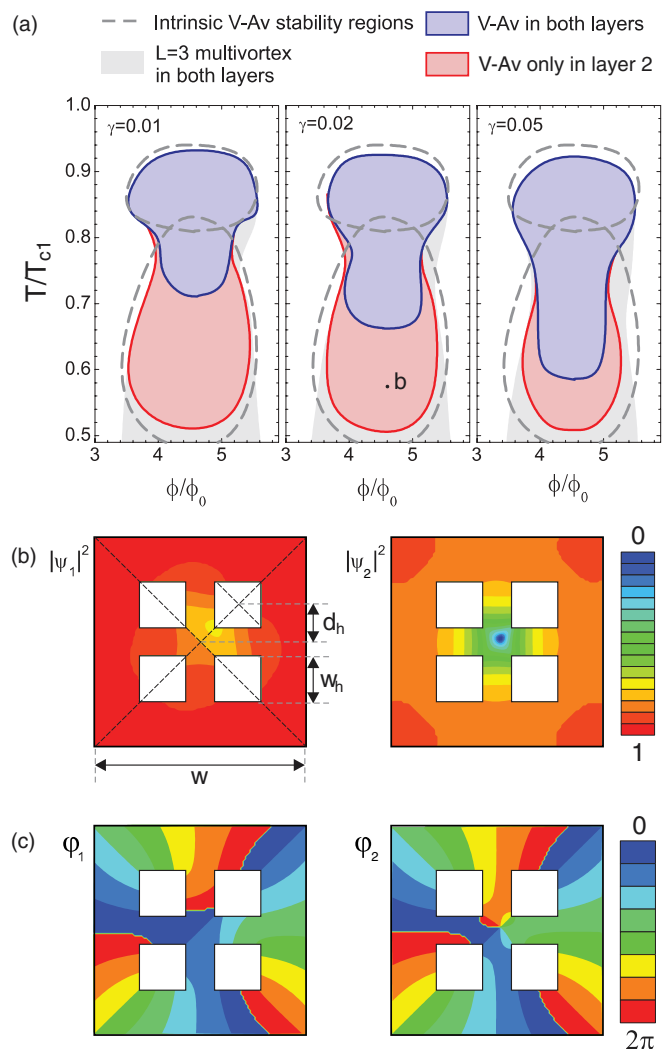 (a)
Intrinsic V-Av stability regions
V-Av in both layers
L=3 multivortex
in both layers
V-Av only in layer 2
T/T_c1
1.0
0.9
0.8
0.7
0.6
0.5
γ=0.01
γ=0.02
γ=0.05
b
3 4 5 3 4 5 3 4 5
ϕ/ϕ₀ ϕ/ϕ₀ ϕ/ϕ₀
(b)
|ψ₁|²
d_h
w_h
w
|ψ₂|²
0
1
(c)
φ₁
φ₂
0
2π